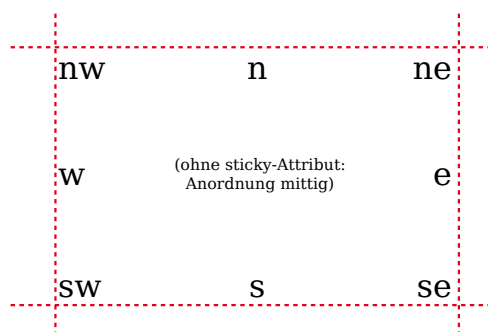 nw n ne
w (ohne sticky-Attribut:
Anordnung mittig) e
sw s se